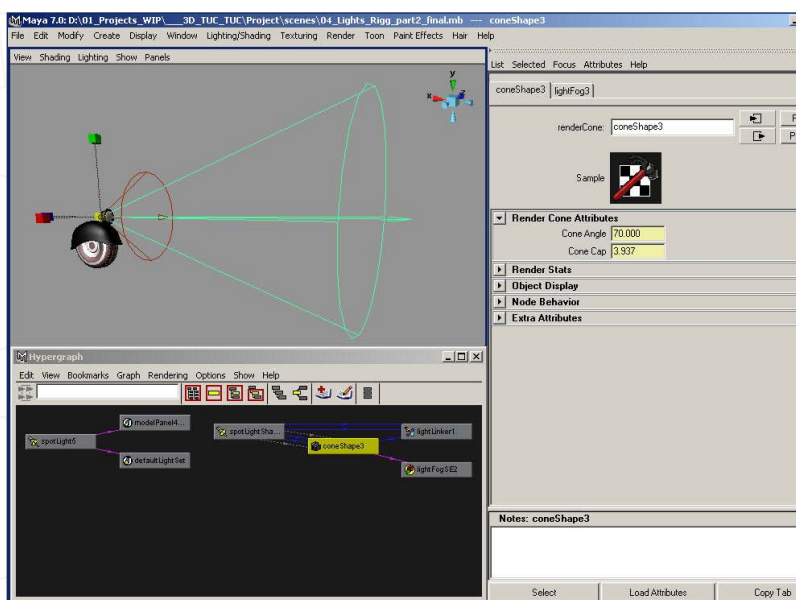 Maya 7.0: D:\01_Projects_WIP\___3D_TUC_TUC\Project\scenes\04_Lights_Rigg_part2_final.mb --- coneShape3
File Edit Modify Create Display Window Lighting/Shading Texturing Render Toon Paint Effects Hair Help
View Shading Lighting Show Panels
y
x
z
List Selected Focus Attributes Help
coneShape3 lightFog3
renderCone: coneShape3
Sample
Render Cone Attributes
Cone Angle 70.000
Cone Cap 3.937
Render Stats
Object Display
Node Behavior
Extra Attributes
Hypergraph
Edit View Bookmarks Graph Rendering Options Show Help
modelPanel4...
spotLight5
defaultLightSet
spotLightSha...
coneShape3
lightLinker1
lightFogSE2
Notes: coneShape3
Select Load Attributes Copy Tab